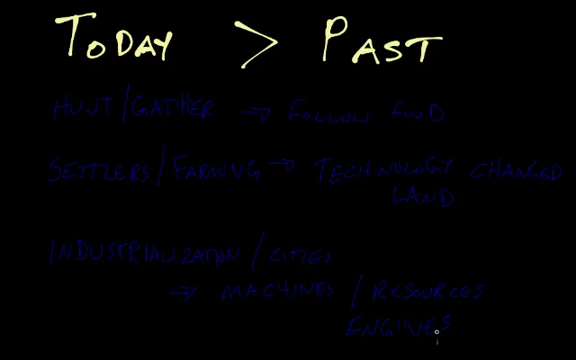 TODAY > PAST
HUNT/GATHER → FOLLOW FOOD
SETTLERS/FARMING → TECHNOLOGY CHANGED
LAND
INDUSTRIALIZATION/CITIES
→ MACHINES / RESOURCES
ENGINES